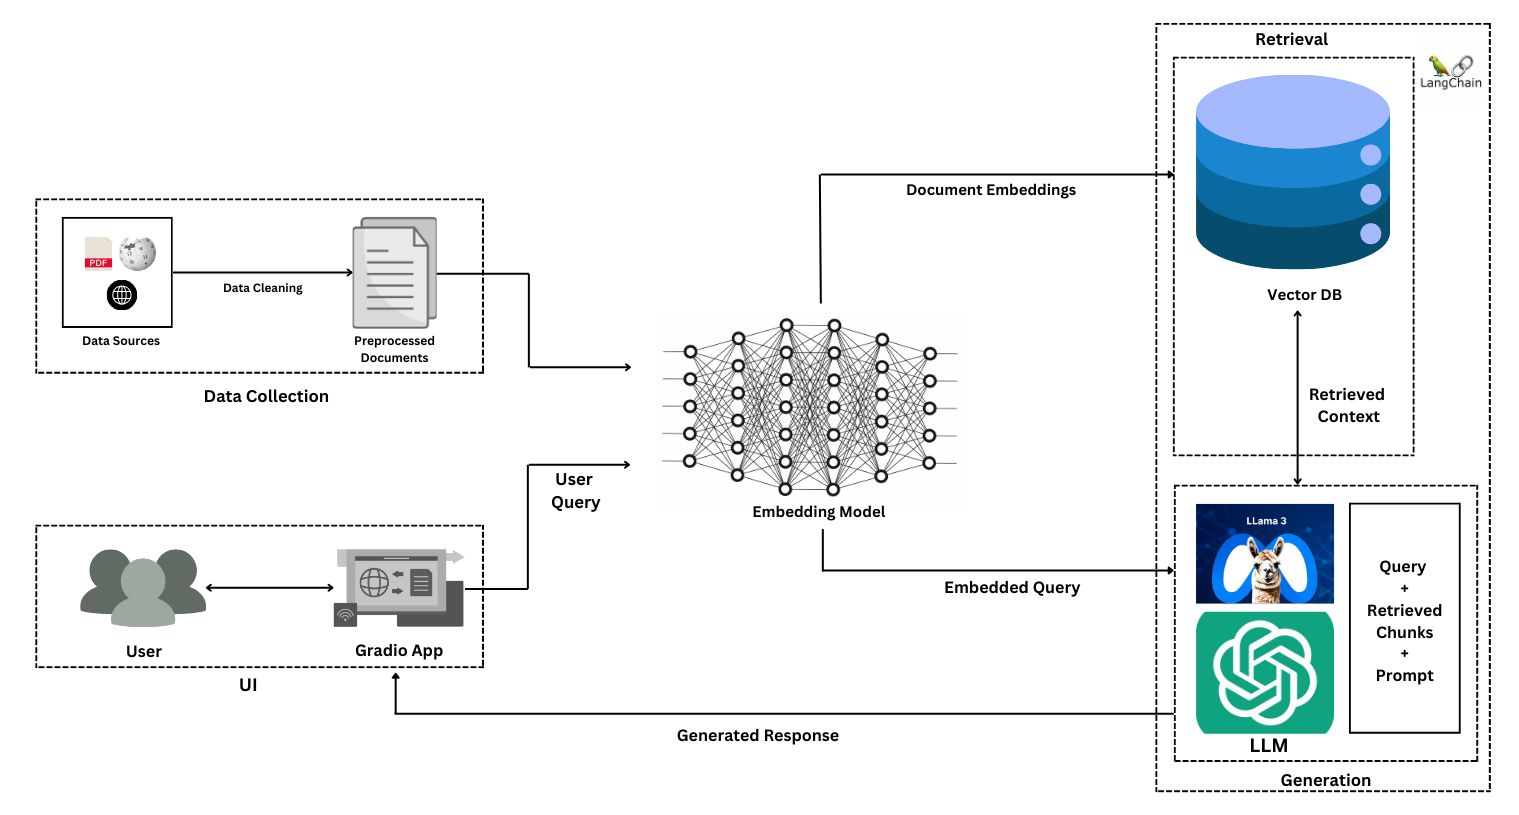 Retrieval
LangChain
Document Embeddings
PDF
Data Cleaning
Vector DB
Data Sources
Preprocessed
Documents
Data Collection
Retrieved
Context
User
Query
Embedding Model
LLama 3
Query
+
Retrieved
Chunks
+
Prompt
Embedded Query
User
Gradio App
UI
Generated Response
LLM
Generation